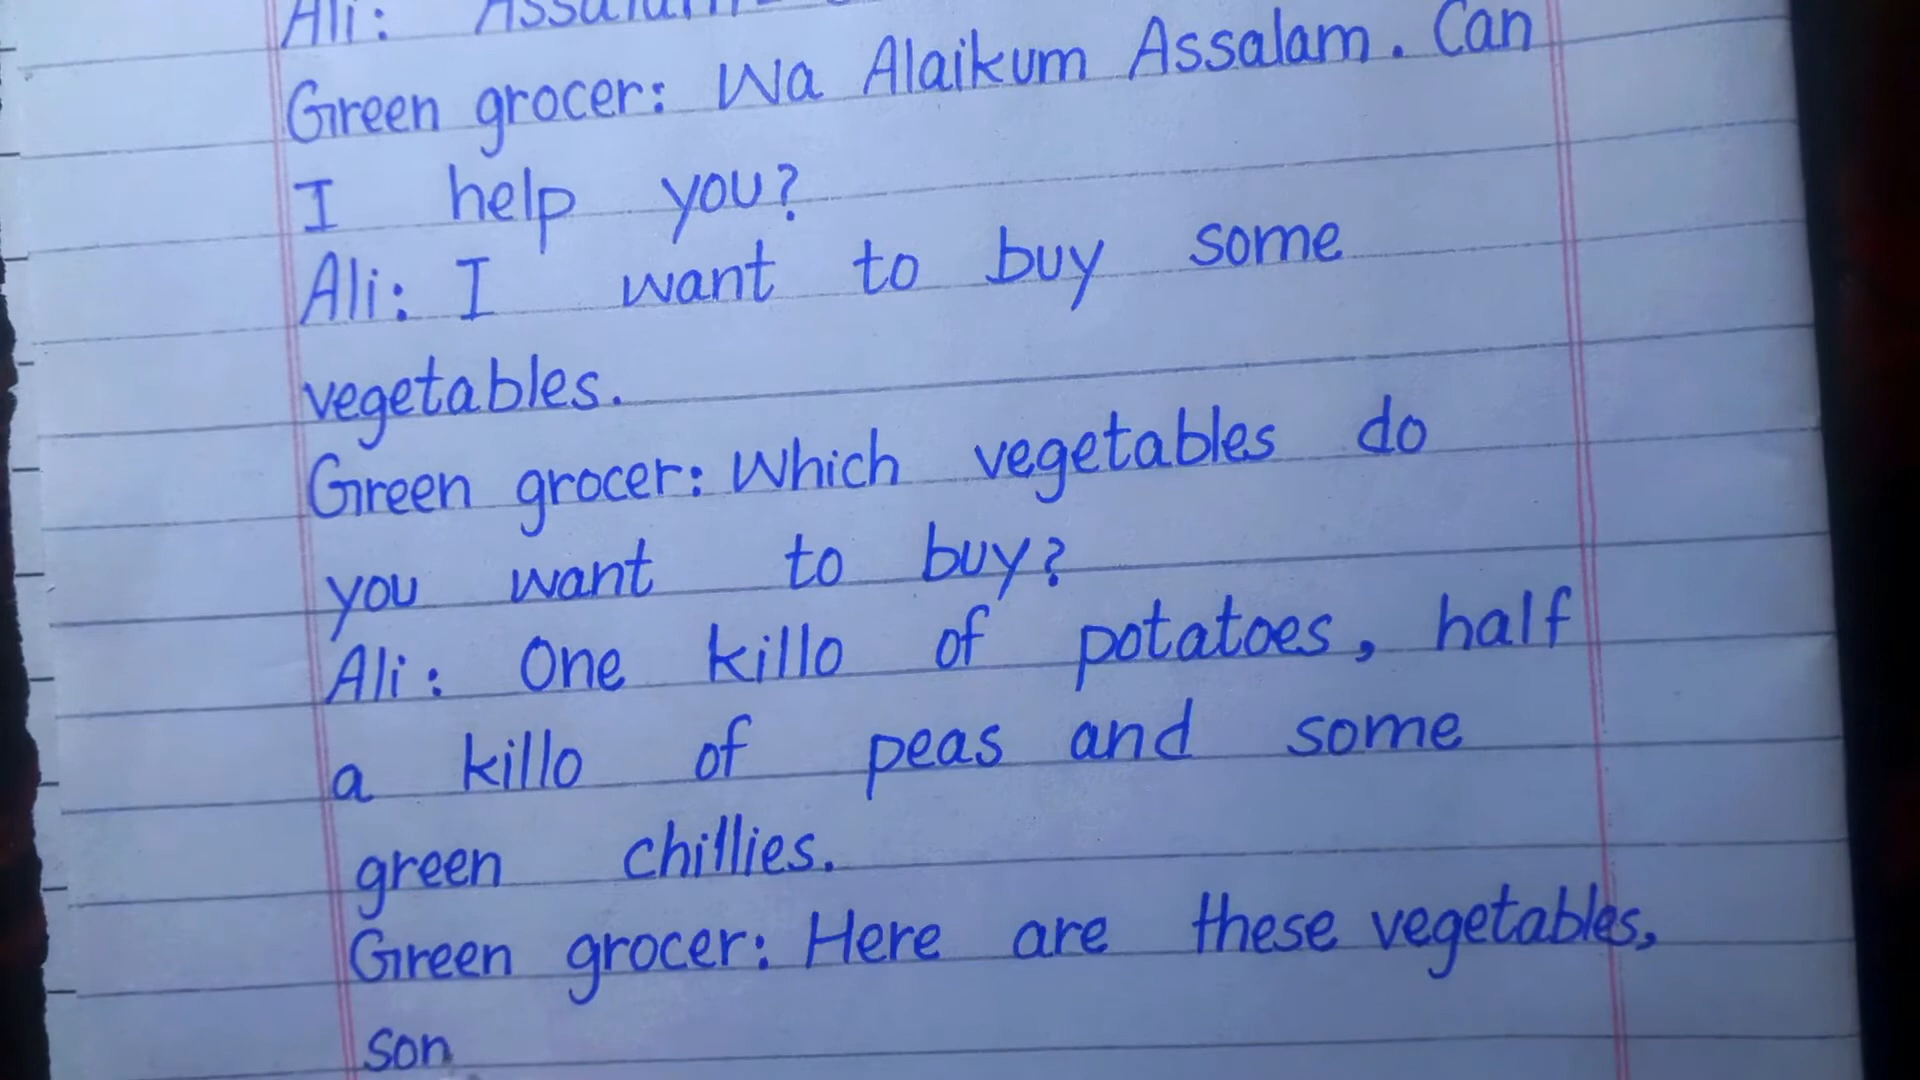 Ali: Assalam
Green grocer: Wa Alaikum Assalam. Can
I help you?
Ali: I want to buy some
vegetables.
Green grocer: Which vegetables do
you want to buy?
Ali: One killo of potatoes, half
a killo of peas and some
green chillies.
Green grocer: Here are these vegetables,
son